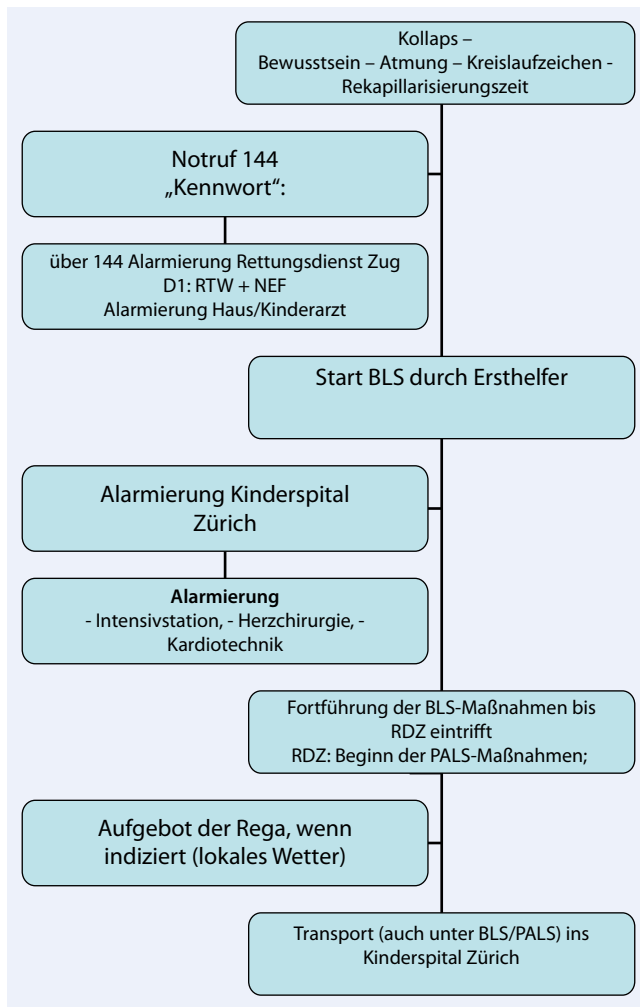 Kollaps –
Bewusstsein – Atmung – Kreislaufzeichen -
Rekapillarisierungszeit
Notruf 144
„Kennwort“:
über 144 Alarmierung Rettungsdienst Zug
D1: RTW + NEF
Alarmierung Haus/Kinderarzt
Start BLS durch Ersthelfer
Alarmierung Kinderspital
Zürich
Alarmierung
- Intensivstation, - Herzchirurgie, -
Kardiotechnik
Fortführung der BLS-Maßnahmen bis
RDZ eintrifft
RDZ: Beginn der PALS-Maßnahmen;
Aufgebot der Rega, wenn
indiziert (lokales Wetter)
Transport (auch unter BLS/PALS) ins
Kinderspital Zürich